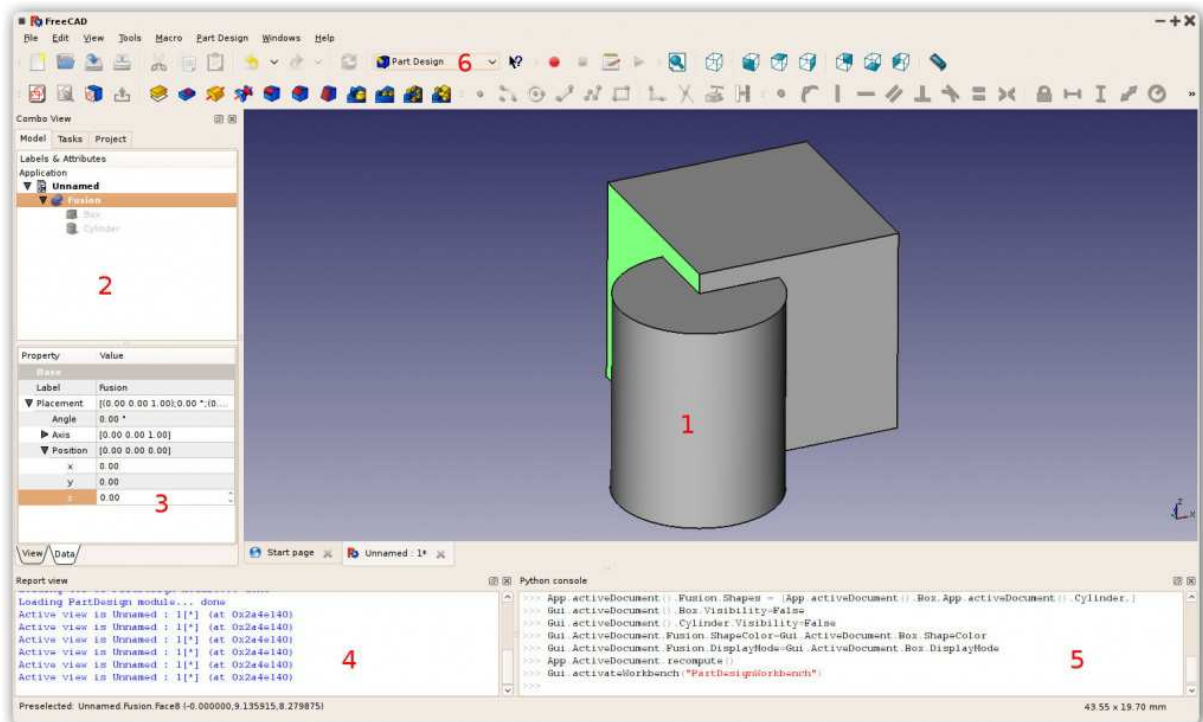 FreeCAD
File Edit View Tools Macro Part Design Windows Help
Part Design 6
Combo View
Model Tasks Project
Labels & Attributes
Application
Unnamed
Fusion
Box
Cylinder
2
Property Value
Base
Label Fusion
Placement [(0.00 0.00 1.00);0.00 °;(0....
Angle 0.00 °
Axis [0.00 0.00 1.00]
Position [0.00 0.00 0.00]
x 0.00
y 0.00
z 0.00
3
View Data
1
z
x
Start page Unnamed : 1*
Report view
Loading PartDesign module... done
Active view is Unnamed : 1[*] (at 0x2a4e140)
Active view is Unnamed : 1[*] (at 0x2a4e140)
Active view is Unnamed : 1[*] (at 0x2a4e140)
Active view is Unnamed : 1[*] (at 0x2a4e140)
Active view is Unnamed : 1[*] (at 0x2a4e140)
Active view is Unnamed : 1[*] (at 0x2a4e140)
4
Python console
>>> App.activeDocument().Fusion.Shapes = [App.activeDocument().Box,App.activeDocument().Cylinder,]
>>> Gui.activeDocument().Box.Visibility=False
>>> Gui.activeDocument().Cylinder.Visibility=False
>>> Gui.ActiveDocument.Fusion.ShapeColor=Gui.ActiveDocument.Box.ShapeColor
>>> Gui.ActiveDocument.Fusion.DisplayMode=Gui.ActiveDocument.Box.DisplayMode
>>> App.ActiveDocument.recompute()
>>> Gui.activateWorkbench("PartDesignWorkbench")
>>>
5
Preselected: Unnamed.Fusion.Face8 (-0.000000,9.135915,8.279875)
43.55 x 19.70 mm